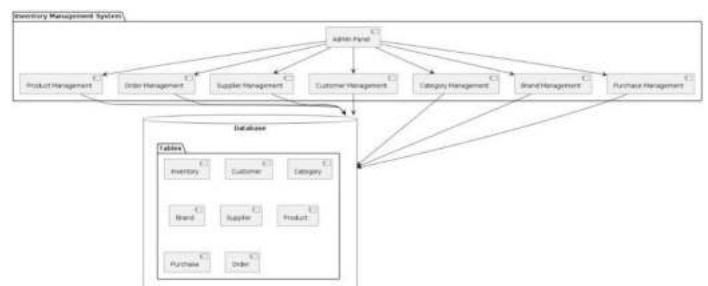 Inventory Management System
Admin Panel
Product Management
Order Management
Supplier Management
Customer Management
Category Management
Brand Management
Purchase Management
Database
Tables
Inventory
Customer
Category
Brand
Supplier
Product
Purchase
Order